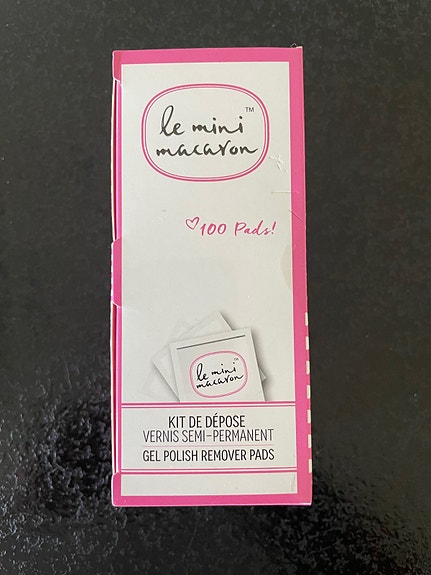 le mini ™
macaron
100 Pads!
le mini ™
macaron
KIT DE DÉPOSE
VERNIS SEMI-PERMANENT
GEL POLISH REMOVER PADS